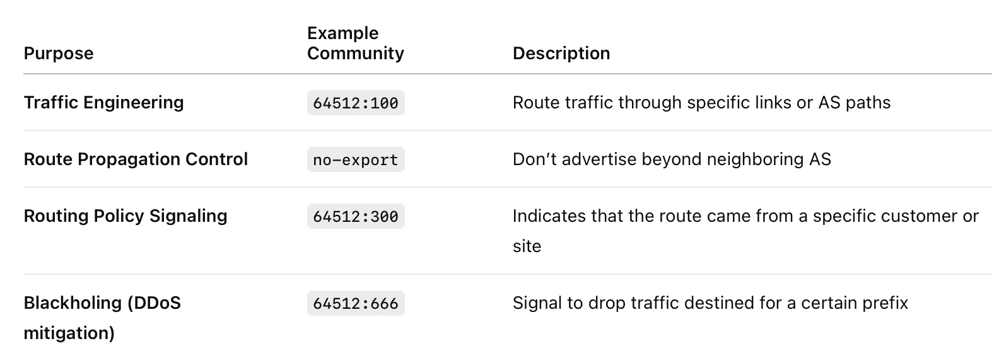 Purpose
Example
Community
Description
Traffic Engineering
64512:100
Route traffic through specific links or AS paths
Route Propagation Control
no-export
Don’t advertise beyond neighboring AS
Routing Policy Signaling
64512:300
Indicates that the route came from a specific customer or
site
Blackholing (DDoS
mitigation)
64512:666
Signal to drop traffic destined for a certain prefix